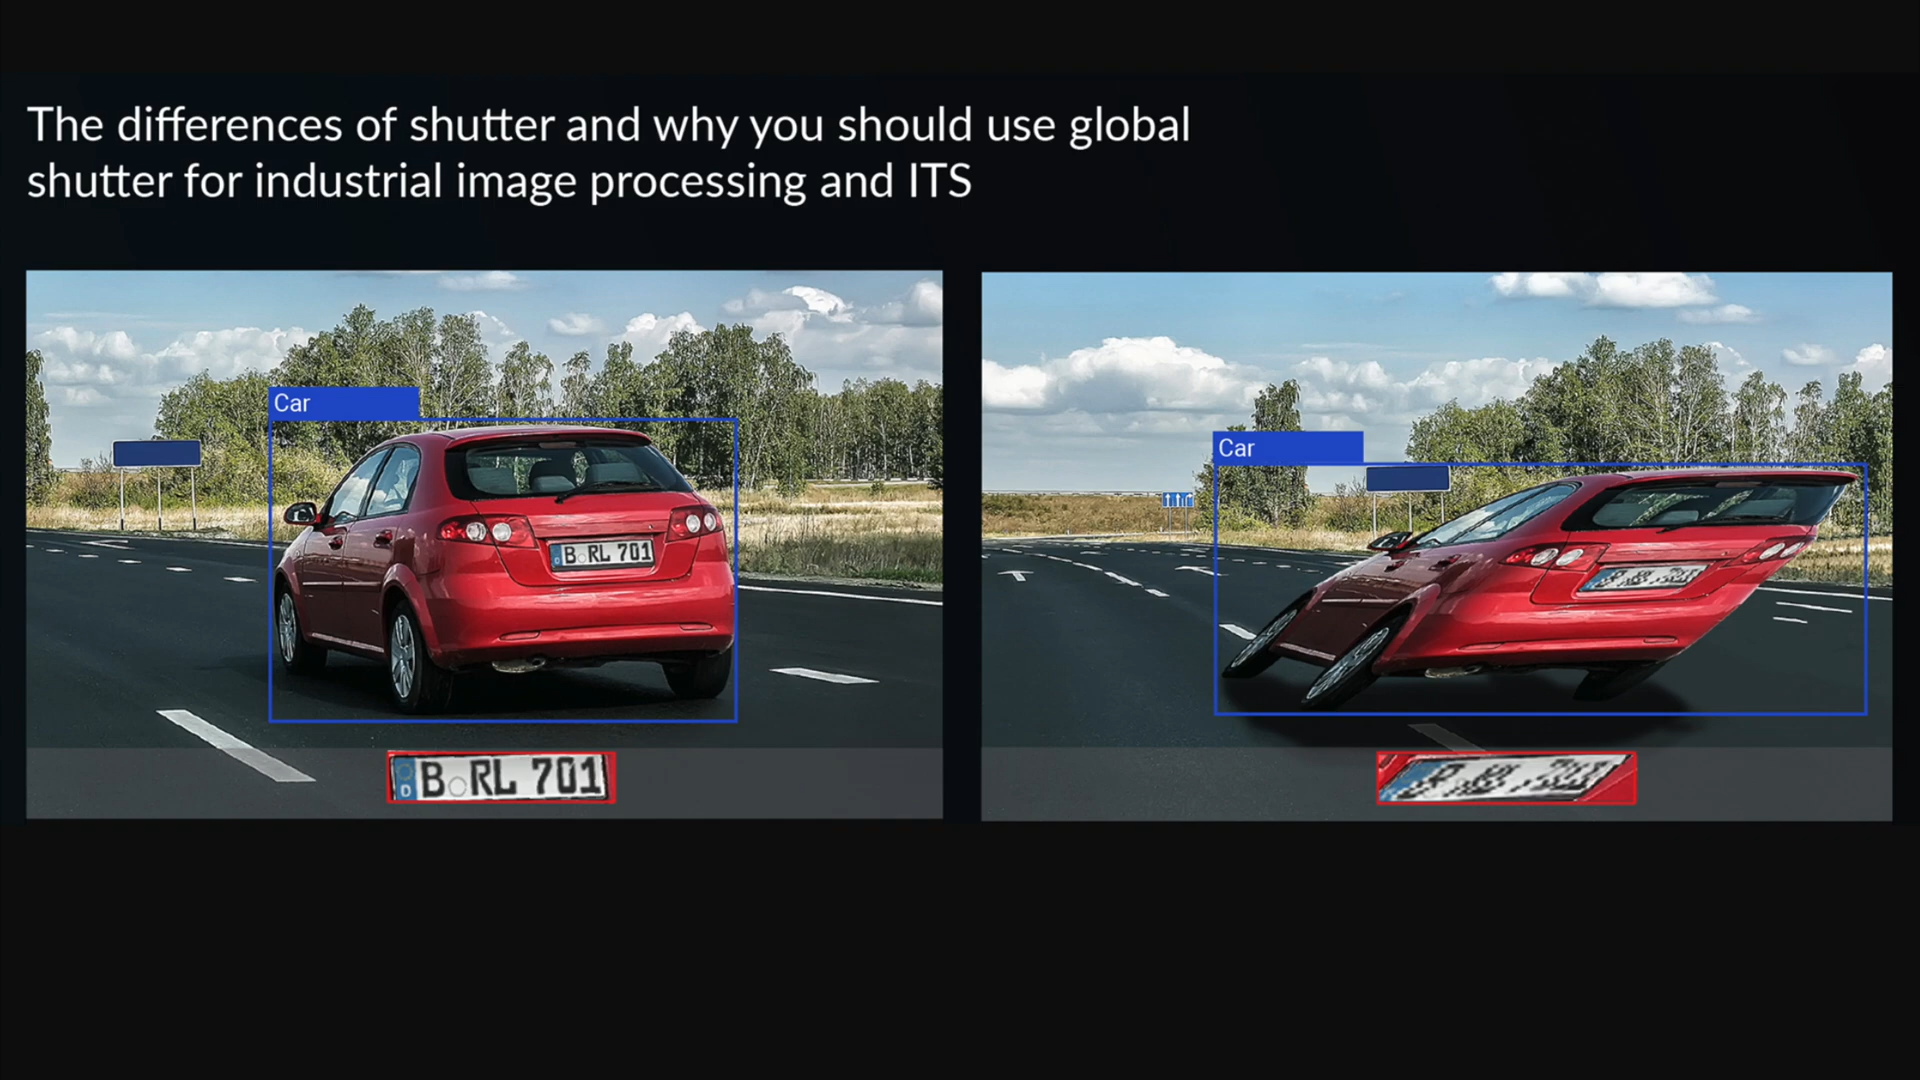 The differences of shutter and why you should use global
shutter for industrial image processing and ITS
Car
B RL 701
D
B RL 701
Car